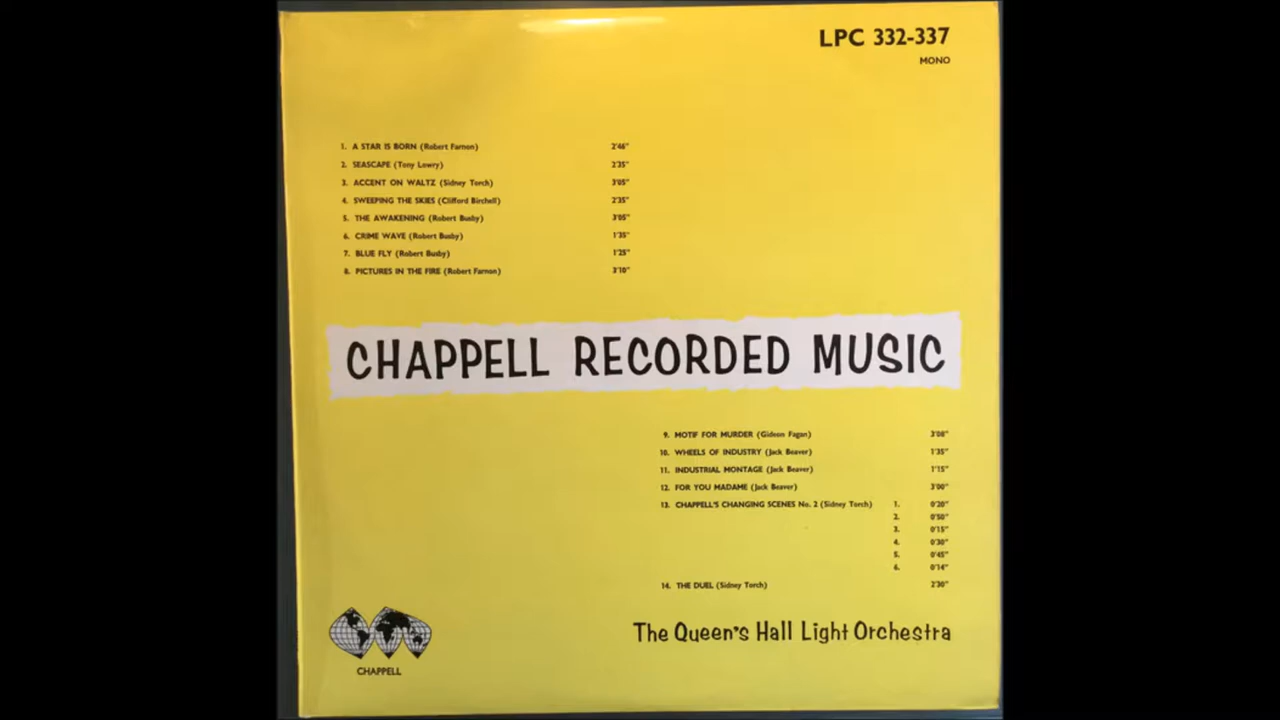 LPC 332-337
MONO
1. A STAR IS BORN (Robert Farnon) 2'46"
2. SEASCAPE (Tony Lowry) 2'35"
3. ACCENT ON WALTZ (Sidney Torch) 3'05"
4. SWEEPING THE SKIES (Clifford Birchell) 2'35"
5. THE AWAKENING (Robert Busby) 3'05"
6. CRIME WAVE (Robert Busby) 1'35"
7. BLUE FLY (Robert Busby) 1'25"
8. PICTURES IN THE FIRE (Robert Farnon) 3'10"
CHAPPELL RECORDED MUSIC
9. MOTIF FOR MURDER (Gideon Fagan) 3'08"
10. WHEELS OF INDUSTRY (Jack Beaver) 1'35"
11. INDUSTRIAL MONTAGE (Jack Beaver) 1'15"
12. FOR YOU MADAME (Jack Beaver) 3'00"
13. CHAPPELL'S CHANGING SCENES No. 2 (Sidney Torch) 1. 0'20"
2. 0'50"
3. 0'15"
4. 0'30"
5. 0'45"
6. 0'14"
14. THE DUEL (Sidney Torch) 2'30"
The Queen's Hall Light Orchestra
CHAPPELL